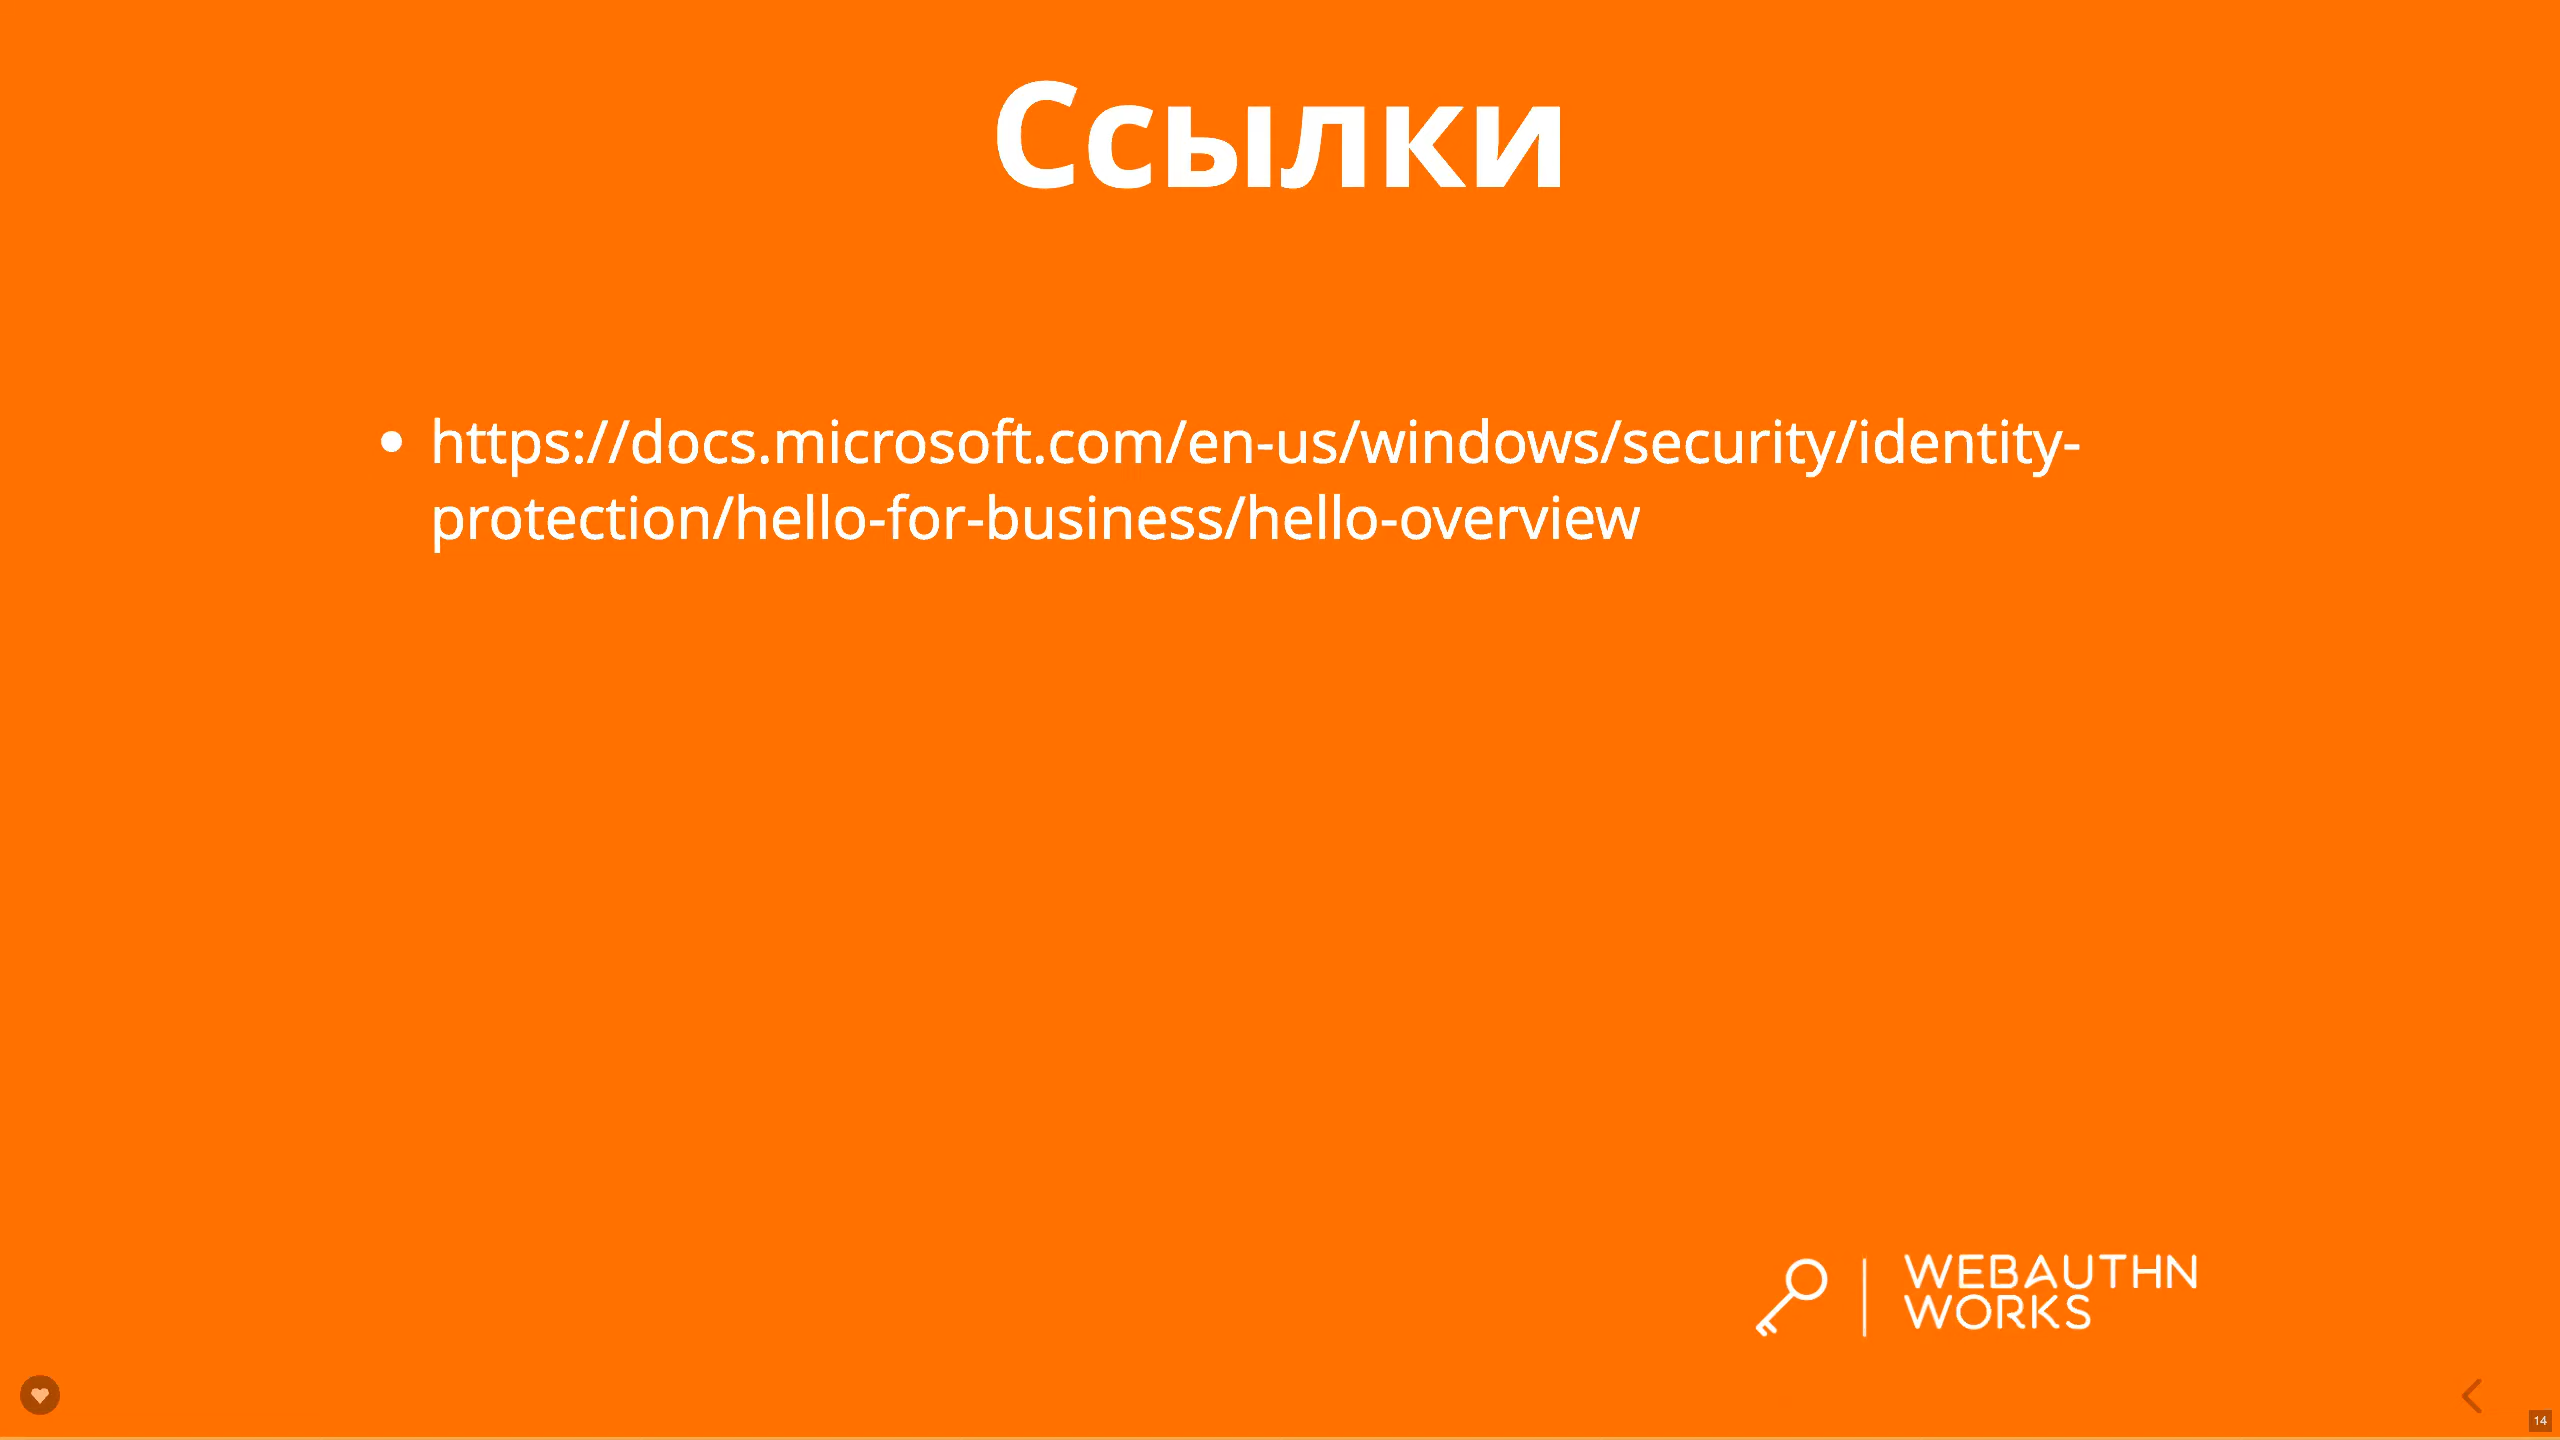 Ссылки
https://docs.microsoft.com/en-us/windows/security/identity-
protection/hello-for-business/hello-overview
WEBAUTHN
WORKS
14